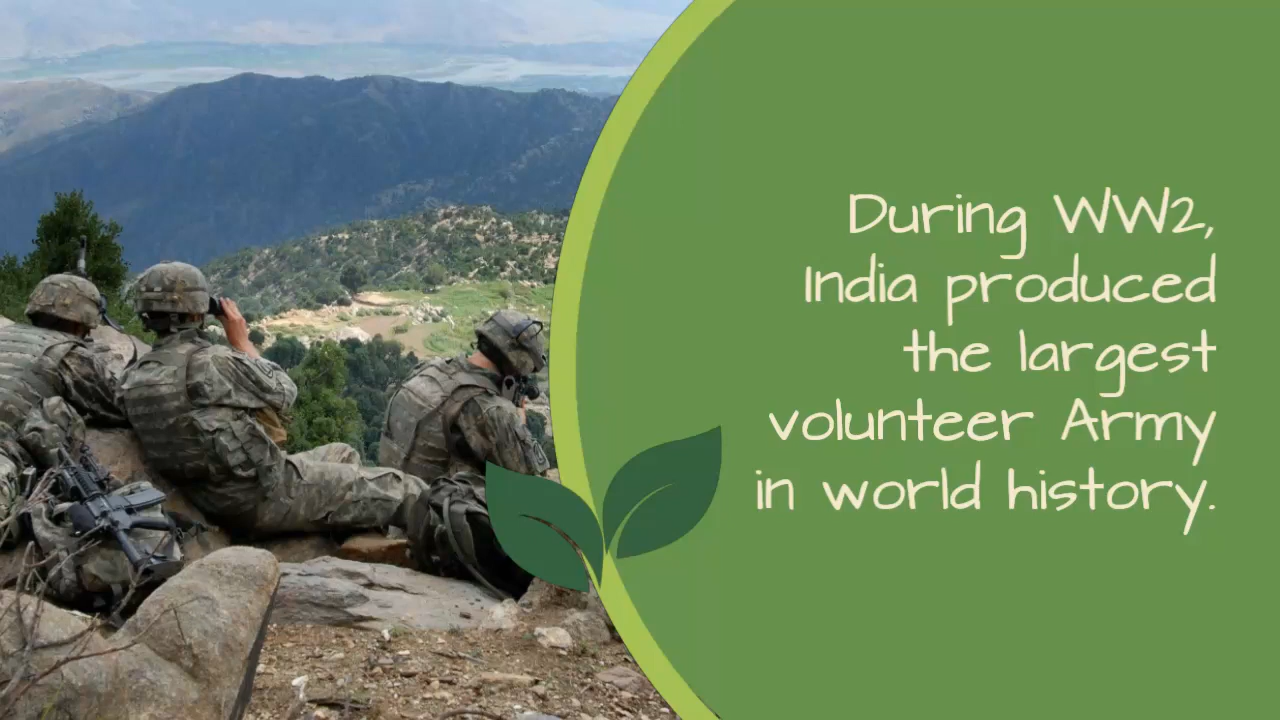 During WW2,
India produced
the largest
volunteer Army
in world history.